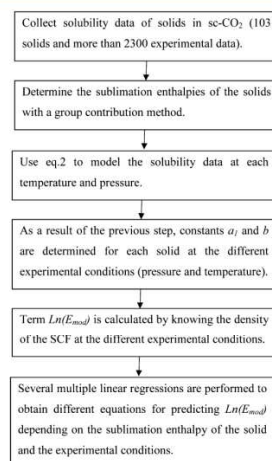 Collect solubility data of solids in sc-CO₂ (103
solids and more than 2300 experimental data).
Determine the sublimation enthalpies of the solids
with a group contribution method.
Use eq.2 to model the solubility data at each
temperature and pressure.
As a result of the previous step, constants a₁ and b
are determined for each solid at the different
experimental conditions (pressure and temperature).
Term Ln(Eₘₒd) is calculated by knowing the density
of the SCF at the different experimental conditions.
Several multiple linear regressions are performed to
obtain different equations for predicting Ln(Eₘₒd)
depending on the sublimation enthalpy of the solid
and the experimental conditions.